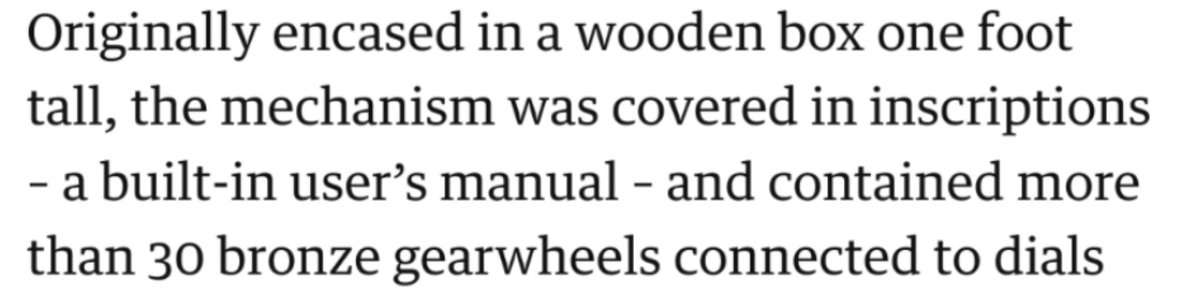 Originally encased in a wooden box one foot
tall, the mechanism was covered in inscriptions
– a built-in user’s manual – and contained more
than 30 bronze gearwheels connected to dials